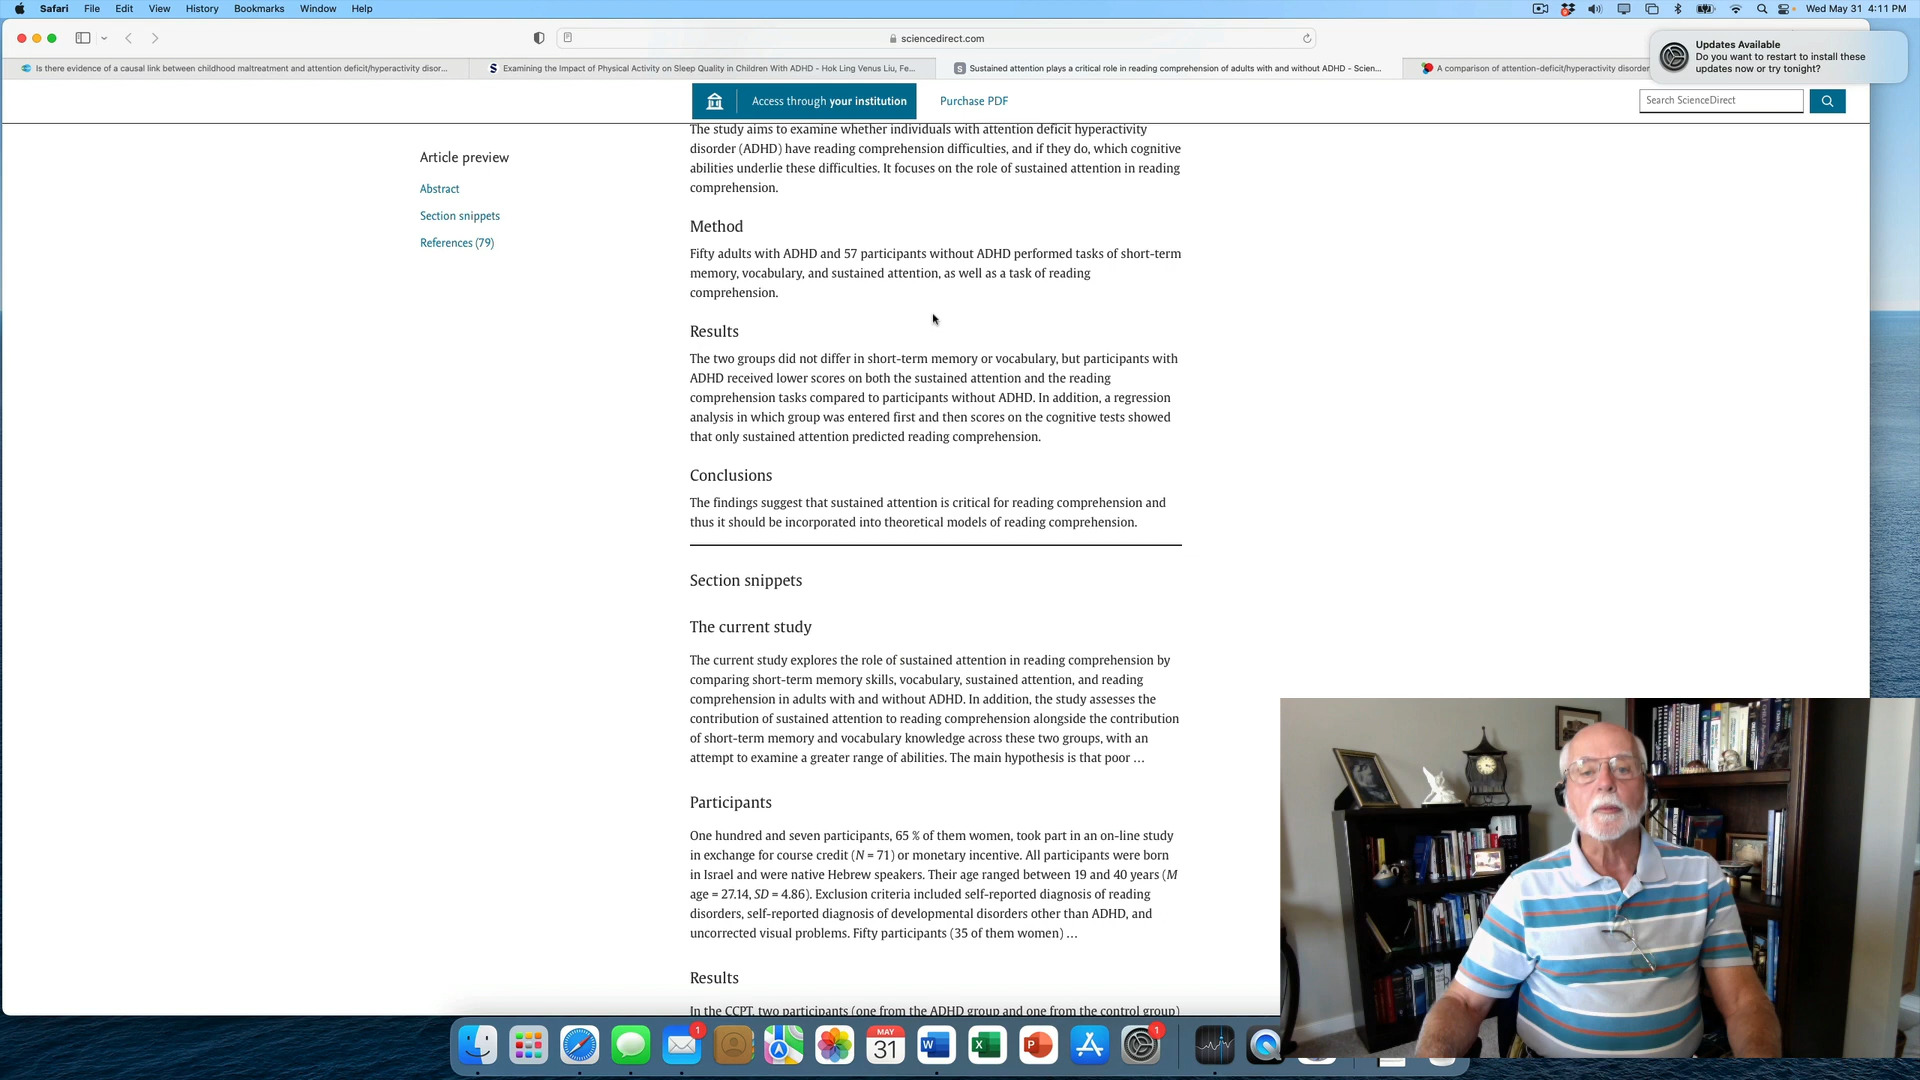 Safari File Edit View History Bookmarks Window Help
Wed May 31 4:11 PM
sciencedirect.com
Is there evidence of a causal link between childhood maltreatment and attention deficit/hyperactivity disor...
Examining the Impact of Physical Activity on Sleep Quality in Children With ADHD - Hok Ling Venus Liu, Fe...
Sustained attention plays a critical role in reading comprehension of adults with and without ADHD - Scien...
A comparison of attention-deficit/hyperactivity disorder
Updates Available
Do you want to restart to install these
updates now or try tonight?
Access through your institution
Purchase PDF
Search ScienceDirect
Article preview
Abstract
Section snippets
References (79)
The study aims to examine whether individuals with attention deficit hyperactivity
disorder (ADHD) have reading comprehension difficulties, and if they do, which cognitive
abilities underlie these difficulties. It focuses on the role of sustained attention in reading
comprehension.
Method
Fifty adults with ADHD and 57 participants without ADHD performed tasks of short-term
memory, vocabulary, and sustained attention, as well as a task of reading
comprehension.
Results
The two groups did not differ in short-term memory or vocabulary, but participants with
ADHD received lower scores on both the sustained attention and the reading
comprehension tasks compared to participants without ADHD. In addition, a regression
analysis in which group was entered first and then scores on the cognitive tests showed
that only sustained attention predicted reading comprehension.
Conclusions
The findings suggest that sustained attention is critical for reading comprehension and
thus it should be incorporated into theoretical models of reading comprehension.
Section snippets
The current study
The current study explores the role of sustained attention in reading comprehension by
comparing short-term memory skills, vocabulary, sustained attention, and reading
comprehension in adults with and without ADHD. In addition, the study assesses the
contribution of sustained attention to reading comprehension alongside the contribution
of short-term memory and vocabulary knowledge across these two groups, with an
attempt to examine a greater range of abilities. The main hypothesis is that poor …
Participants
One hundred and seven participants, 65 % of them women, took part in an on-line study
in exchange for course credit (N = 71) or monetary incentive. All participants were born
in Israel and were native Hebrew speakers. Their age ranged between 19 and 40 years (M
age = 27.14, SD = 4.86). Exclusion criteria included self-reported diagnosis of reading
disorders, self-reported diagnosis of developmental disorders other than ADHD, and
uncorrected visual problems. Fifty participants (35 of them women) …
Results
In the CCPT, two participants (one from the ADHD group and one from the control group)
1
MAY
31
W
X
P
1